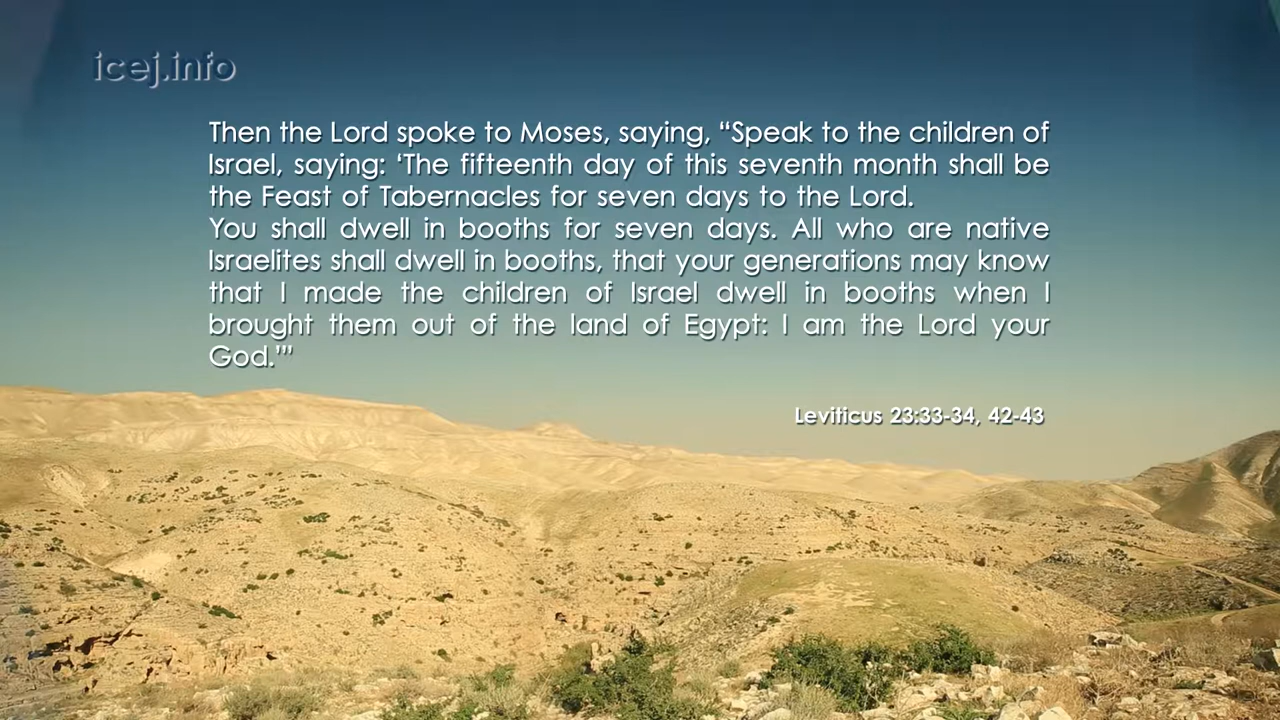 icej.info
Then the Lord spoke to Moses, saying, “Speak to the children of
Israel, saying: ‘The fifteenth day of this seventh month shall be
the Feast of Tabernacles for seven days to the Lord.
You shall dwell in booths for seven days. All who are native
Israelites shall dwell in booths, that your generations may know
that I made the children of Israel dwell in booths when I
brought them out of the land of Egypt: I am the Lord your
God.’”
Leviticus 23:33-34, 42-43